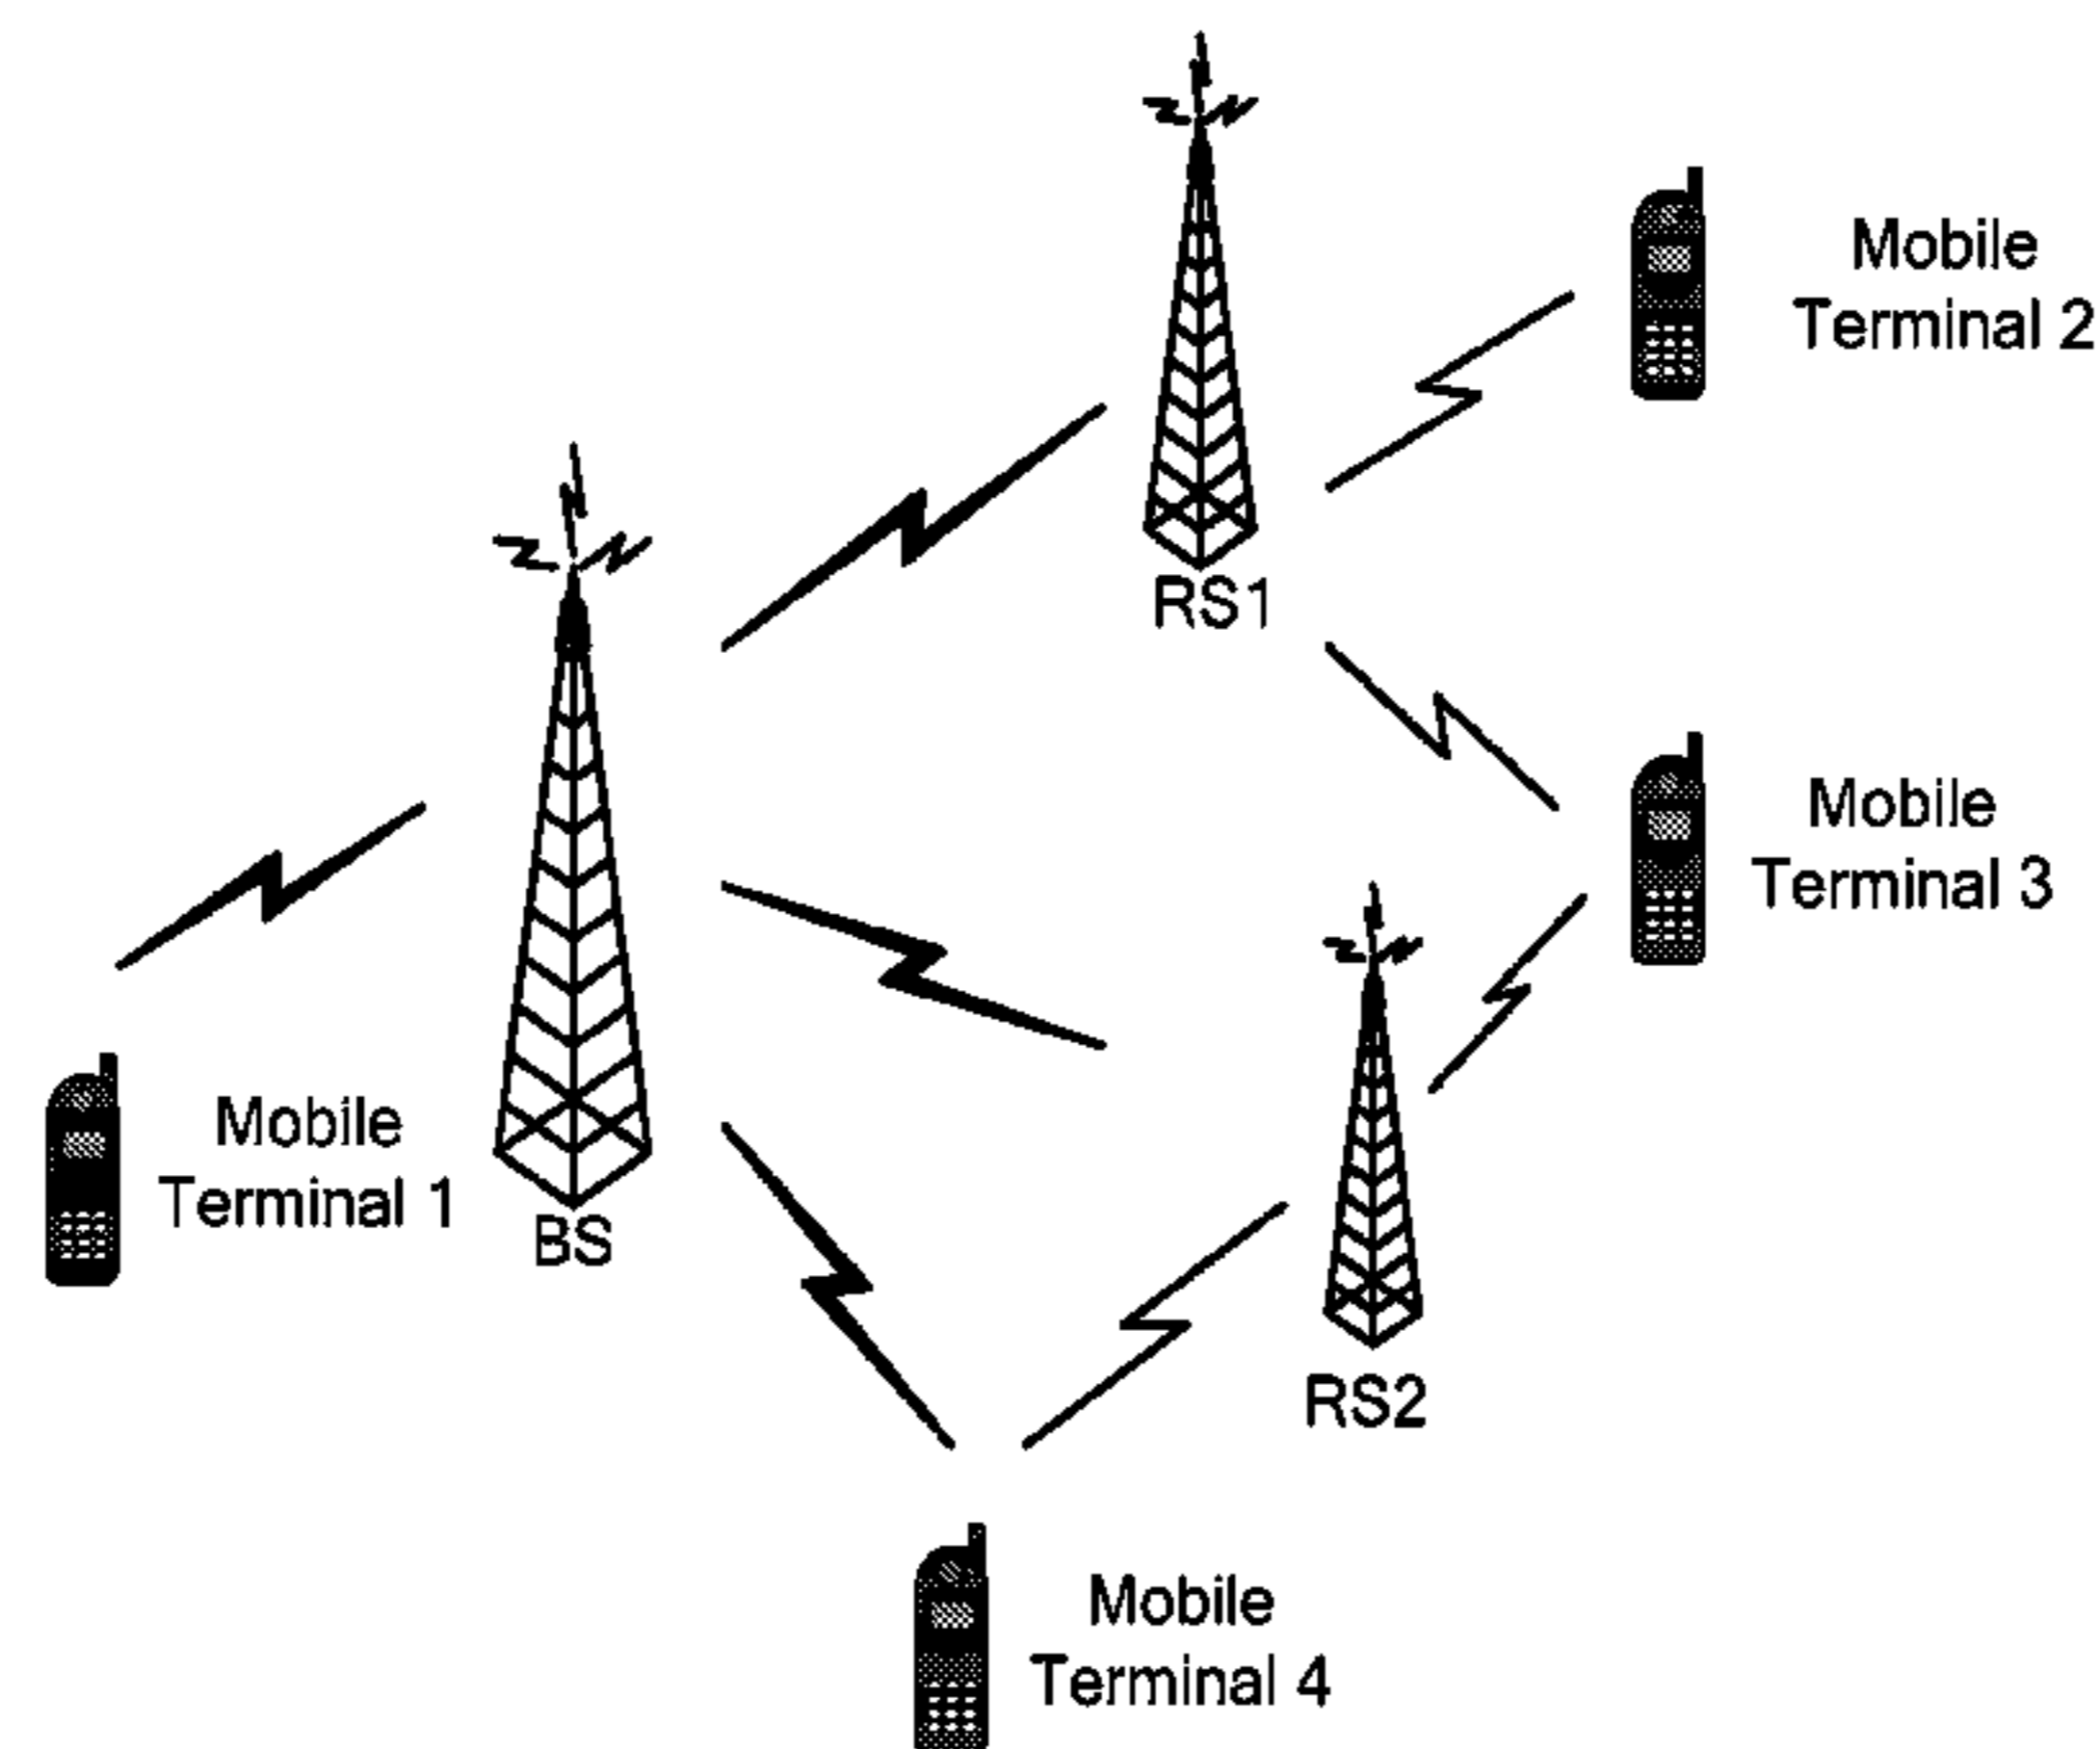 Mobile
Terminal 2
RS1
Mobile
Terminal 3
Mobile
Terminal 1
BS
RS2
Mobile
Terminal 4